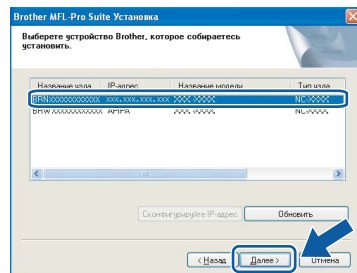 Brother MFL-Pro Suite Установка
Выберете устройство Brother, которое собираетесь
установить.
Название узла IP-адрес Название модели Тип узла
BRNXXXXXXXXXXXX XXX.XXX.XXX.XXX XXX-XXXX NC-XXXX
BRWXXXXXXXXXXXX APIPA XXX-XXXX NC-XXXX
Сконфигурируйте IP-адрес Обновить
< Назад Далее > Отмена